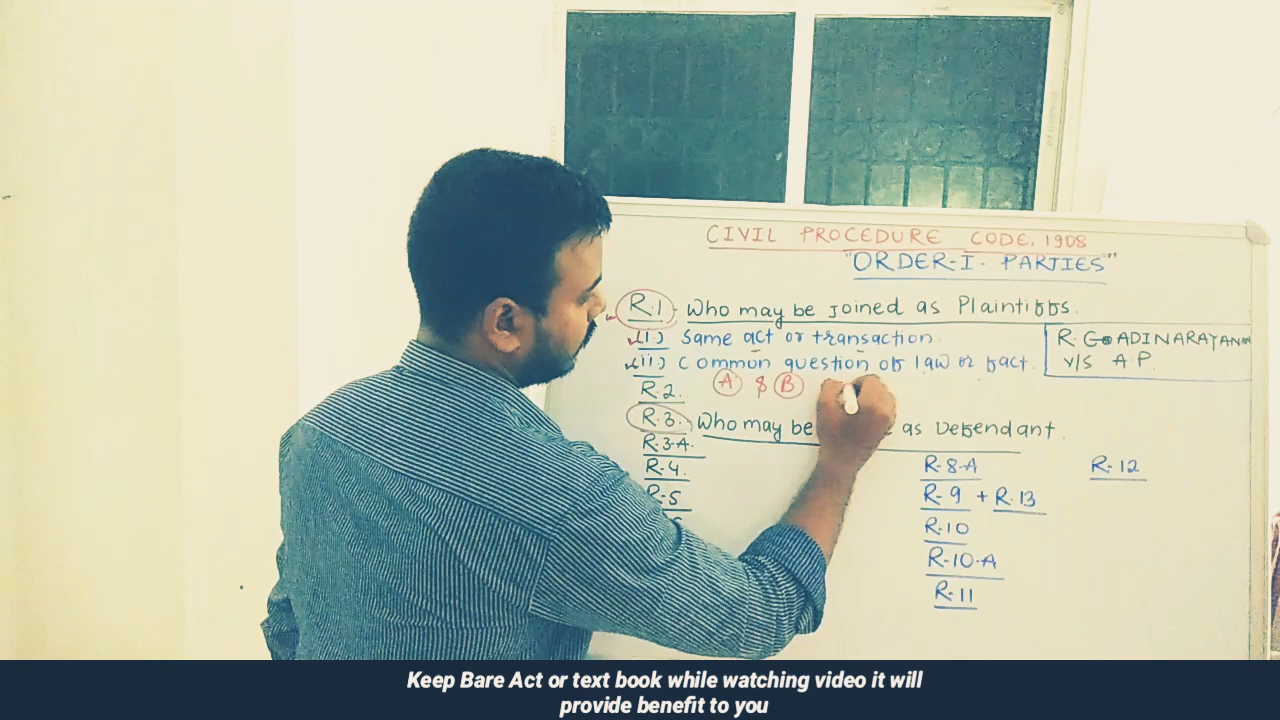 CIVIL PROCEDURE CODE, 1908
"ORDER-I. PARTIES"
R.1 Who may be Joined as Plaintiffs.
(i) Same act or transaction.
(ii) Common question of law or fact.
R. G ADINARAYANAN
V/S A P.
R.2. A & B
R.3. Who may be as Defendant.
R.3-A.
R-4.
R-5
R-8-A
R-9 + R-13
R-10
R-10-A
R-11
R-12
Keep Bare Act or text book while watching video it will
provide benefit to you